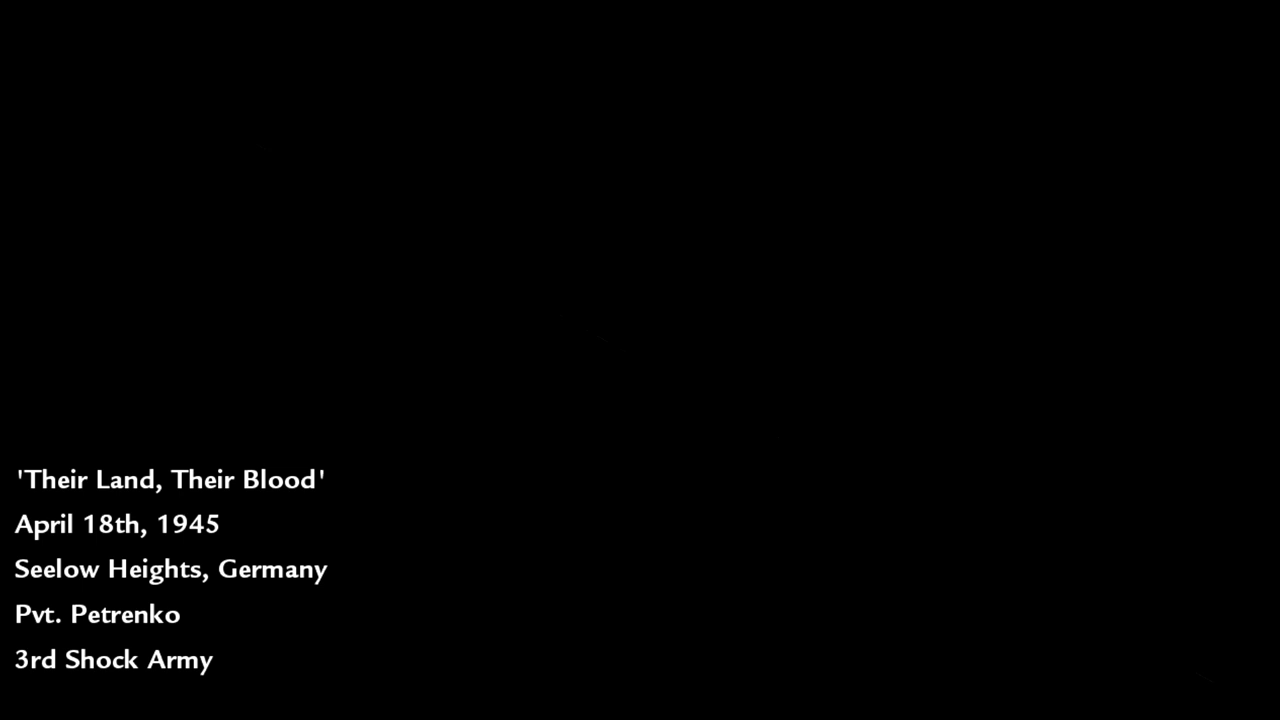 'Their Land, Their Blood'
April 18th, 1945
Seelow Heights, Germany
Pvt. Petrenko
3rd Shock Army